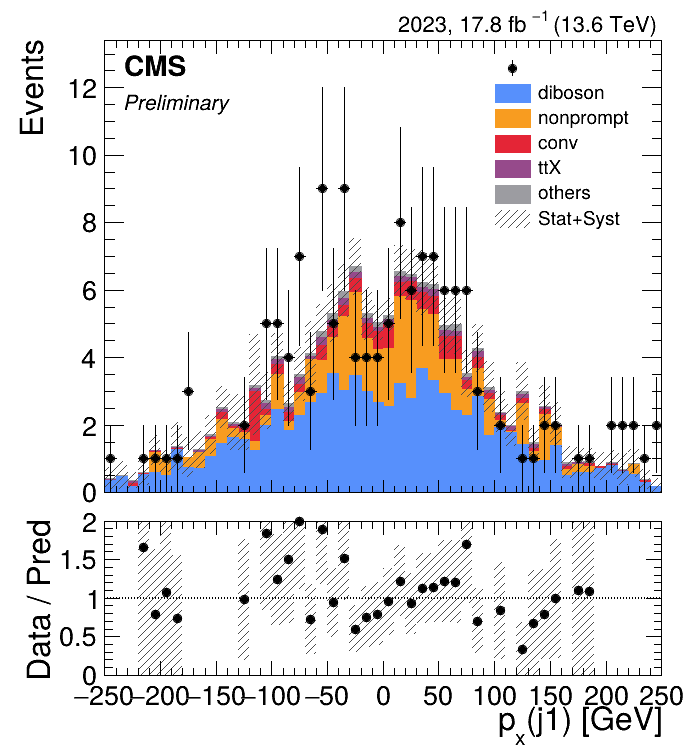 2023, 17.8 fb⁻¹ (13.6 TeV)
CMS
Preliminary
Events
12
10
8
6
4
2
0
diboson
nonprompt
conv
ttX
others
Stat+Syst
Data / Pred
2
1.5
1
0.5
0
−250 −200 −150 −100 −50 0 50 100 150 200 250
pₓ(j1) [GeV]